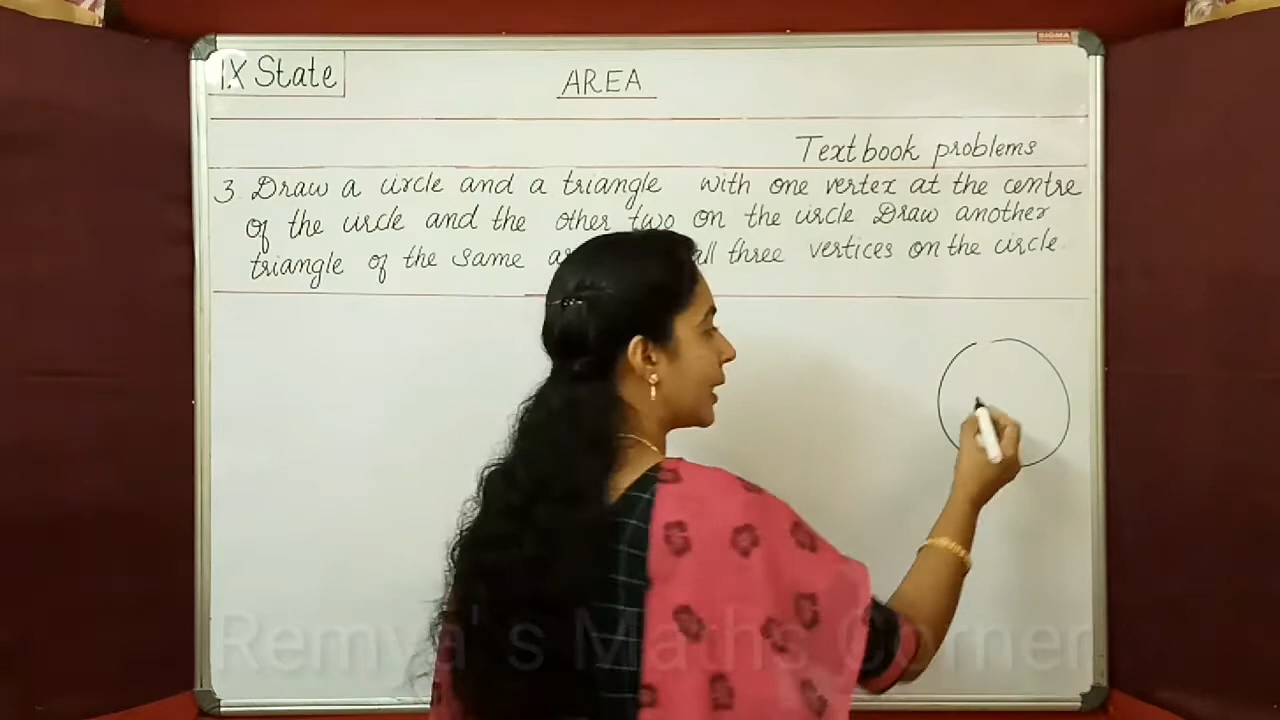 SIGMA
IX State
AREA
Textbook problems
3. Draw a circle and a triangle with one vertex at the centre
of the circle and the other two on the circle Draw another
triangle of the same all three vertices on the circle
Remya's Maths Corner